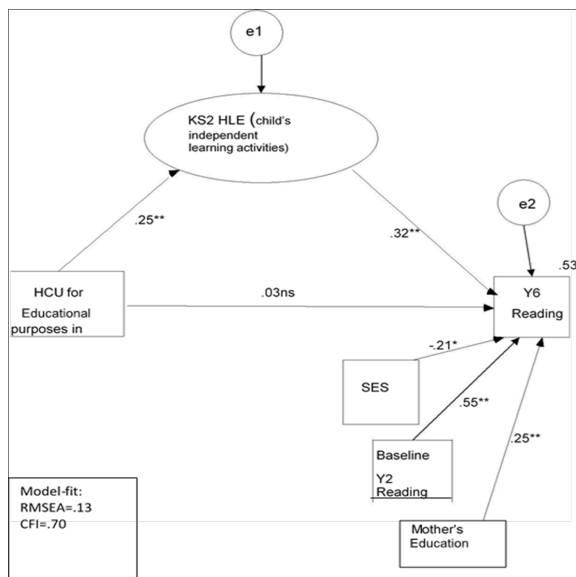 e1
KS2 HLE (child's
independent
learning activities)
.25**
.32**
e2
.53
HCU for
Educational
purposes in
.03ns
Y6
Reading
-.21*
SES
.55**
Baseline
Y2
Reading
.25**
Model-fit:
RMSEA=.13
CFI=.70
Mother's
Education